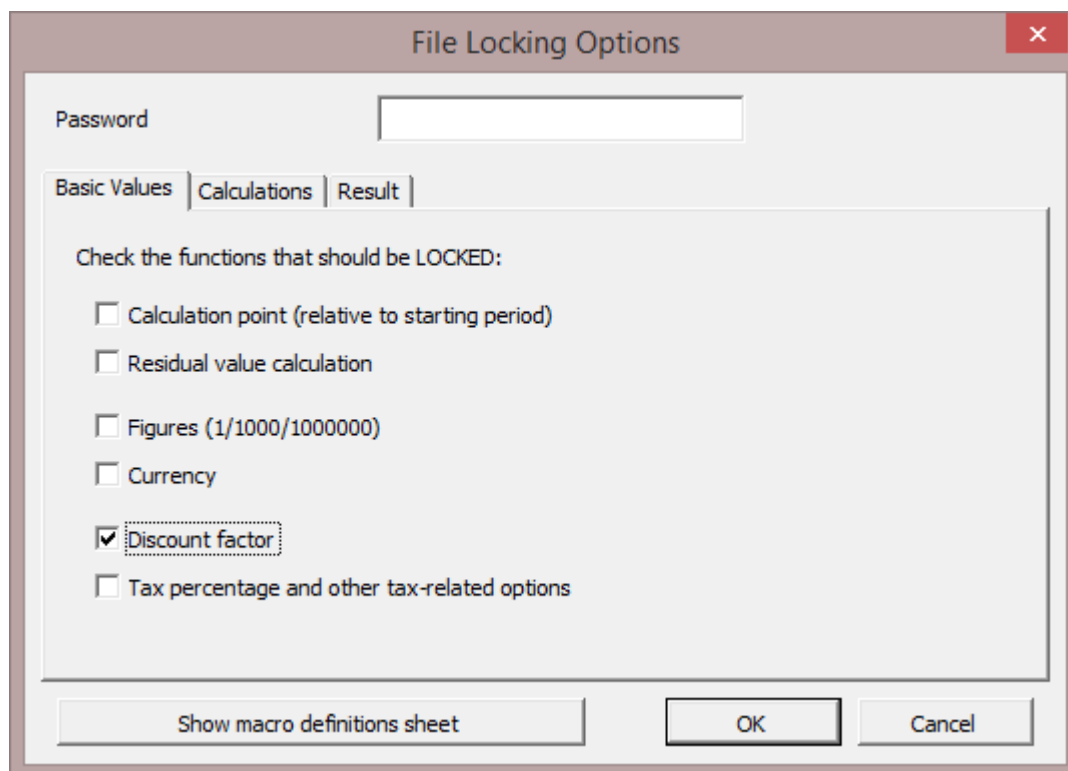 File Locking Options
Password
Basic Values Calculations Result
Check the functions that should be LOCKED:
Calculation point (relative to starting period)
Residual value calculation
Figures (1/1000/1000000)
Currency
Discount factor
Tax percentage and other tax-related options
Show macro definitions sheet OK Cancel